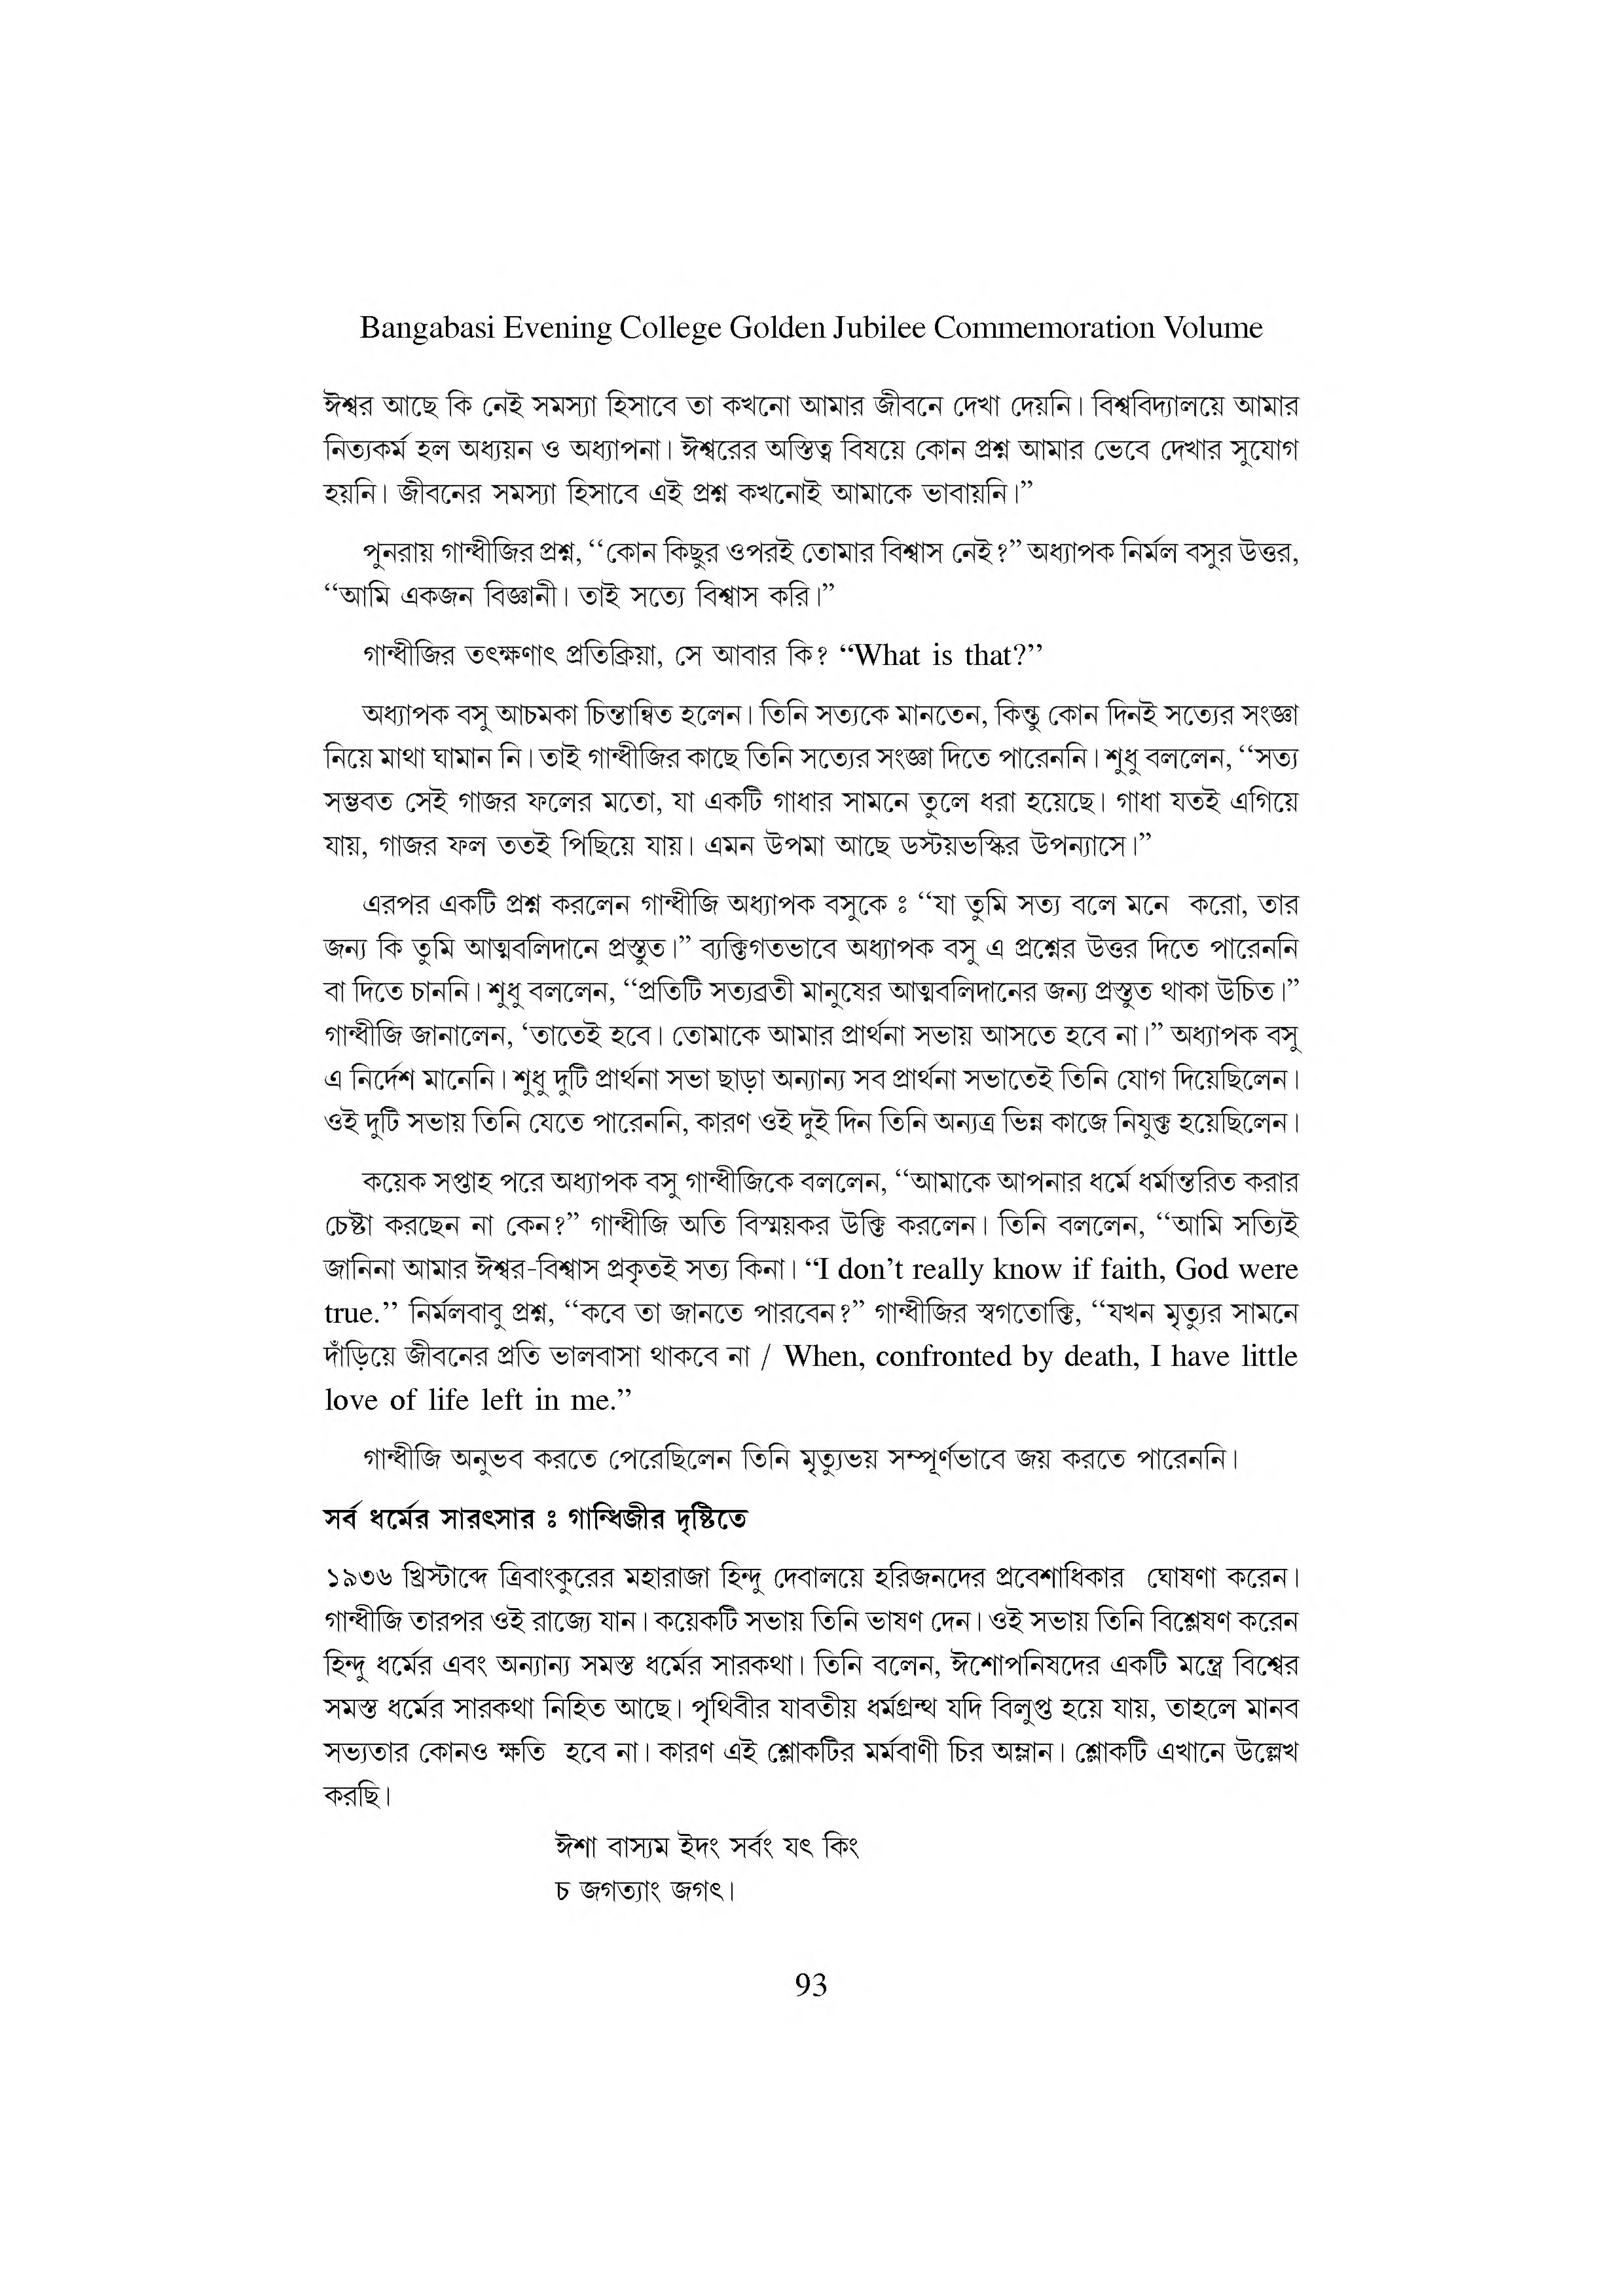 Bangabasi Evening College Golden Jubilee Commemoration Volume
ঈশ্বর আছে কি নেই সমস্যা হিসাবে তা কখনো আমার জীবনে দেখা দেয়নি। বিশ্ববিদ্যালয়ে আমার
নিত্যকর্ম হল অধ্যয়ন ও অধ্যাপনা। ঈশ্বরের অস্তিত্ব বিষয়ে কোন প্রশ্ন আমার ভেবে দেখার সুযোগ
হয়নি। জীবনের সমস্যা হিসাবে এই প্রশ্ন কখনোই আমাকে ভাবায়নি।”
পুনরায় গান্ধীজির প্রশ্ন, “কোন কিছুর ওপরই তোমার বিশ্বাস নেই?” অধ্যাপক নির্মল বসুর উত্তর,
“আমি একজন বিজ্ঞানী। তাই সত্যে বিশ্বাস করি।”
গান্ধীজির তৎক্ষণাৎ প্রতিক্রিয়া, সে আবার কি? “What is that?”
অধ্যাপক বসু আচমকা চিন্তান্বিত হলেন। তিনি সত্যকে মানতেন, কিন্তু কোন দিনই সত্যের সংজ্ঞা
নিয়ে মাথা ঘামান নি। তাই গান্ধীজির কাছে তিনি সত্যের সংজ্ঞা দিতে পারেননি। শুধু বললেন, “সত্য
সম্ভবত সেই গাজর ফলের মতো, যা একটি গাধার সামনে তুলে ধরা হয়েছে। গাধা যতই এগিয়ে
যায়, গাজর ফল ততই পিছিয়ে যায়। এমন উপমা আছে ডস্টয়ভস্কির উপন্যাসে।”
এরপর একটি প্রশ্ন করলেন গান্ধীজি অধ্যাপক বসুকে ঃ “যা তুমি সত্য বলে মনে করো, তার
জন্য কি তুমি আত্মবলিদানে প্রস্তুত।” ব্যক্তিগতভাবে অধ্যাপক বসু এ প্রশ্নের উত্তর দিতে পারেননি
বা দিতে চাননি। শুধু বললেন, “প্রতিটি সত্যব্রতী মানুষের আত্মবলিদানের জন্য প্রস্তুত থাকা উচিত।”
গান্ধীজি জানালেন, ‘তাতেই হবে। তোমাকে আমার প্রার্থনা সভায় আসতে হবে না।” অধ্যাপক বসু
এ নির্দেশ মানেনি। শুধু দুটি প্রার্থনা সভা ছাড়া অন্যান্য সব প্রার্থনা সভাতেই তিনি যোগ দিয়েছিলেন।
ওই দুটি সভায় তিনি যেতে পারেননি, কারণ ওই দুই দিন তিনি অন্যত্র ভিন্ন কাজে নিযুক্ত হয়েছিলেন।
কয়েক সপ্তাহ পরে অধ্যাপক বসু গান্ধীজিকে বললেন, “আমাকে আপনার ধর্মে ধর্মান্তরিত করার
চেষ্টা করছেন না কেন?” গান্ধীজি অতি বিস্ময়কর উক্তি করলেন। তিনি বললেন, “আমি সত্যিই
জানিনা আমার ঈশ্বর-বিশ্বাস প্রকৃতই সত্য কিনা। “I don’t really know if faith, God were
true.” নির্মলবাবু প্রশ্ন, “কবে তা জানতে পারবেন?” গান্ধীজির স্বগতোক্তি, “যখন মৃত্যুর সামনে
দাঁড়িয়ে জীবনের প্রতি ভালবাসা থাকবে না / When, confronted by death, I have little
love of life left in me.”
গান্ধীজি অনুভব করতে পেরেছিলেন তিনি মৃত্যুভয় সম্পূর্ণভাবে জয় করতে পারেননি।
সর্ব ধর্মের সারৎসার ঃ গান্ধিজীর দৃষ্টিতে
১৯৩৬ খ্রিস্টাব্দে ত্রিবাংকুরের মহারাজা হিন্দু দেবালয়ে হরিজনদের প্রবেশাধিকার ঘোষণা করেন।
গান্ধীজি তারপর ওই রাজ্যে যান। কয়েকটি সভায় তিনি ভাষণ দেন। ওই সভায় তিনি বিশ্লেষণ করেন
হিন্দু ধর্মের এবং অন্যান্য সমস্ত ধর্মের সারকথা। তিনি বলেন, ঈশোপনিষদের একটি মন্ত্রে বিশ্বের
সমস্ত ধর্মের সারকথা নিহিত আছে। পৃথিবীর যাবতীয় ধর্মগ্রন্থ যদি বিলুপ্ত হয়ে যায়, তাহলে মানব
সভ্যতার কোনও ক্ষতি হবে না। কারণ এই শ্লোকটির মর্মবাণী চির অম্লান। শ্লোকটি এখানে উল্লেখ
করছি।
ঈশা বাস্যম ইদং সর্বং যৎ কিং
চ জগত্যাং জগৎ।
93